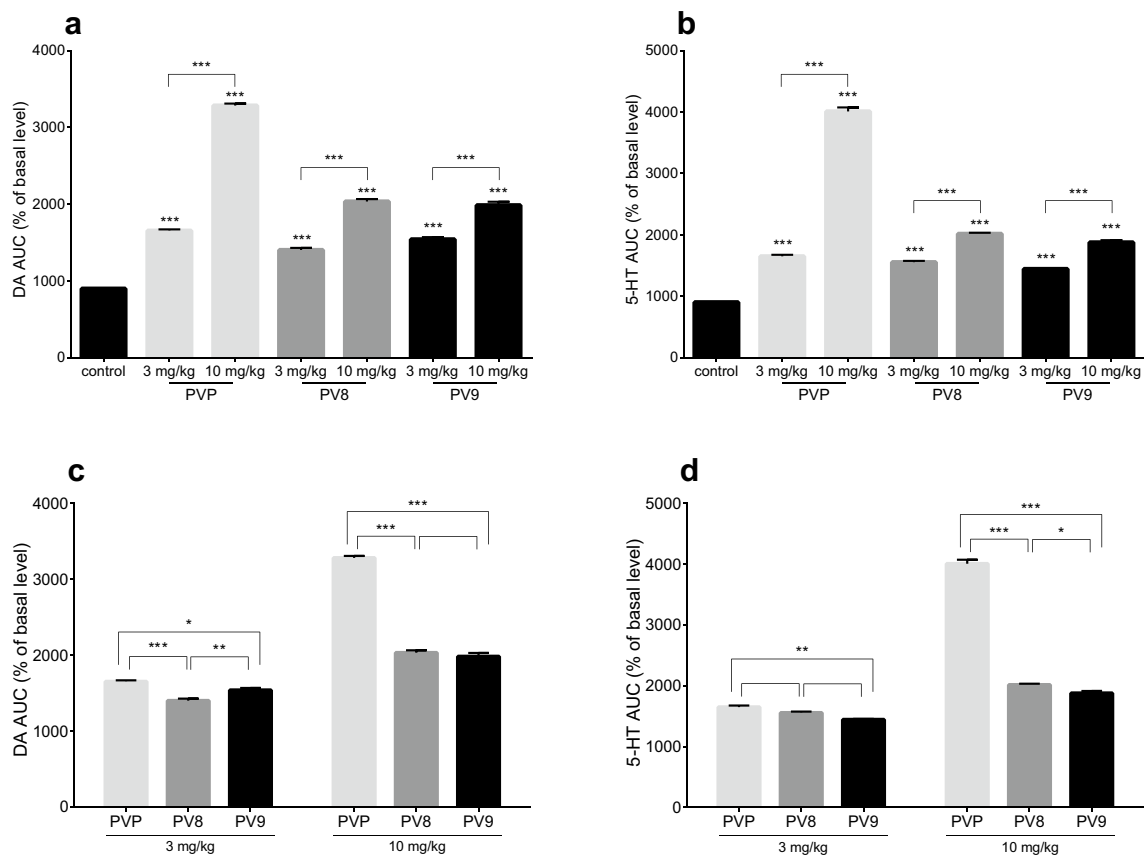 a
DA AUC (% of basal level)
4000
3000
2000
1000
0
***
***
***
***
***
***
***
***
***
control 3 mg/kg 10 mg/kg 3 mg/kg 10 mg/kg 3 mg/kg 10 mg/kg
PVP PV8 PV9
b
5-HT AUC (% of basal level)
5000
4000
3000
2000
1000
0
***
***
***
***
***
***
***
***
***
control 3 mg/kg 10 mg/kg 3 mg/kg 10 mg/kg 3 mg/kg 10 mg/kg
PVP PV8 PV9
c
DA AUC (% of basal level)
4000
3000
2000
1000
0
*
*** **
***
***
PVP PV8 PV9 PVP PV8 PV9
3 mg/kg 10 mg/kg
d
5-HT AUC (% of basal level)
5000
4000
3000
2000
1000
0
**
***
*** *
PVP PV8 PV9 PVP PV8 PV9
3 mg/kg 10 mg/kg